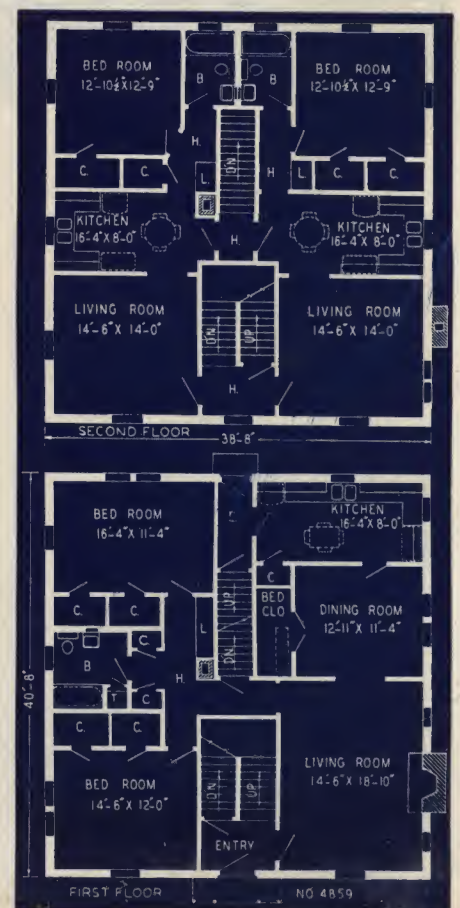 BED ROOM
12'-10½"X12'-9"
B
B
BED ROOM
12'-10½"X 12'-9"
H.
DN
H
C.
C.
L.
L.
C.
C.
KITCHEN
16'-4"X 8'-0"
H.
KITCHEN
16'-4"X 8'-0"
LIVING ROOM
14'-6"X 14'-0"
DN
UP
LIVING ROOM
14'-6"X 14'-0"
H.
SECOND FLOOR
38'-8"
BED ROOM
16'-4"X 11'-4"
KITCHEN
16'-4"X 8'-0"
C.
C.
L
UP
DN
C
BED
CLO
DINING ROOM
12'-11"X 11'-4"
C
B
H.
T
C
40'-8"
C.
C.
BED ROOM
14'-6"X 12'-0"
DN
UP
LIVING ROOM
14'-6"X 18'-10"
ENTRY
FIRST FLOOR
NO. 4859